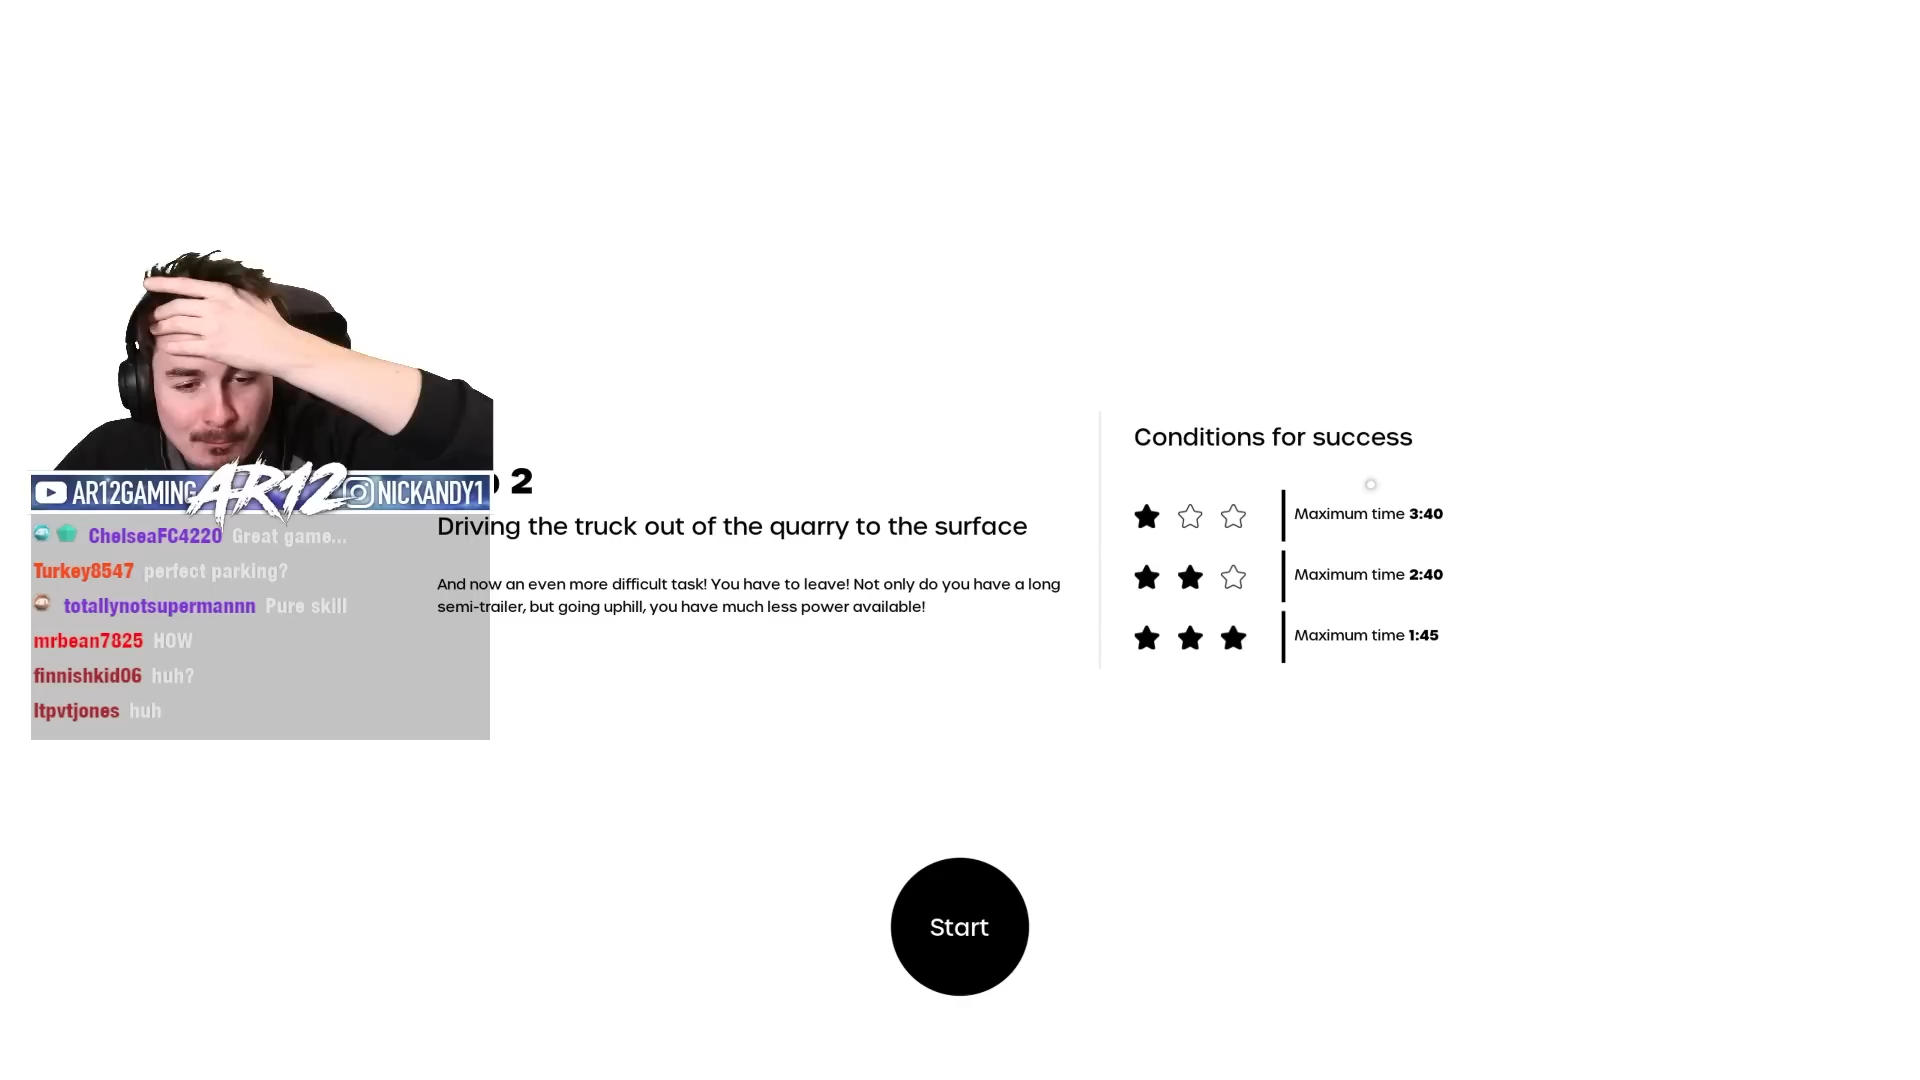 AR12GAMING AR12 NICKANDY1
2
Driving the truck out of the quarry to the surface
And now an even more difficult task! You have to leave! Not only do you have a long
semi-trailer, but going uphill, you have much less power available!
ChelseaFC4220 Great game...
Turkey8547 perfect parking?
totallynotsupermannn Pure skill
mrbean7825 HOW
finnishkid06 huh?
ltpvtjones huh
Conditions for success
Maximum time 3:40
Maximum time 2:40
Maximum time 1:45
Start